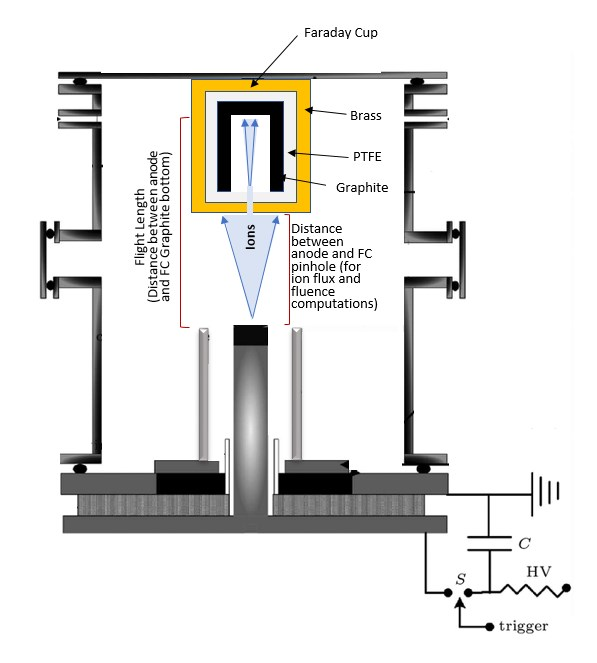 Faraday Cup
Brass
PTFE
Graphite
Flight Length
(Distance between anode
and FC Graphite bottom)
Ions
Distance
between
anode and FC
pinhole (for
ion flux and
fluence
computations)
C
HV
S
trigger